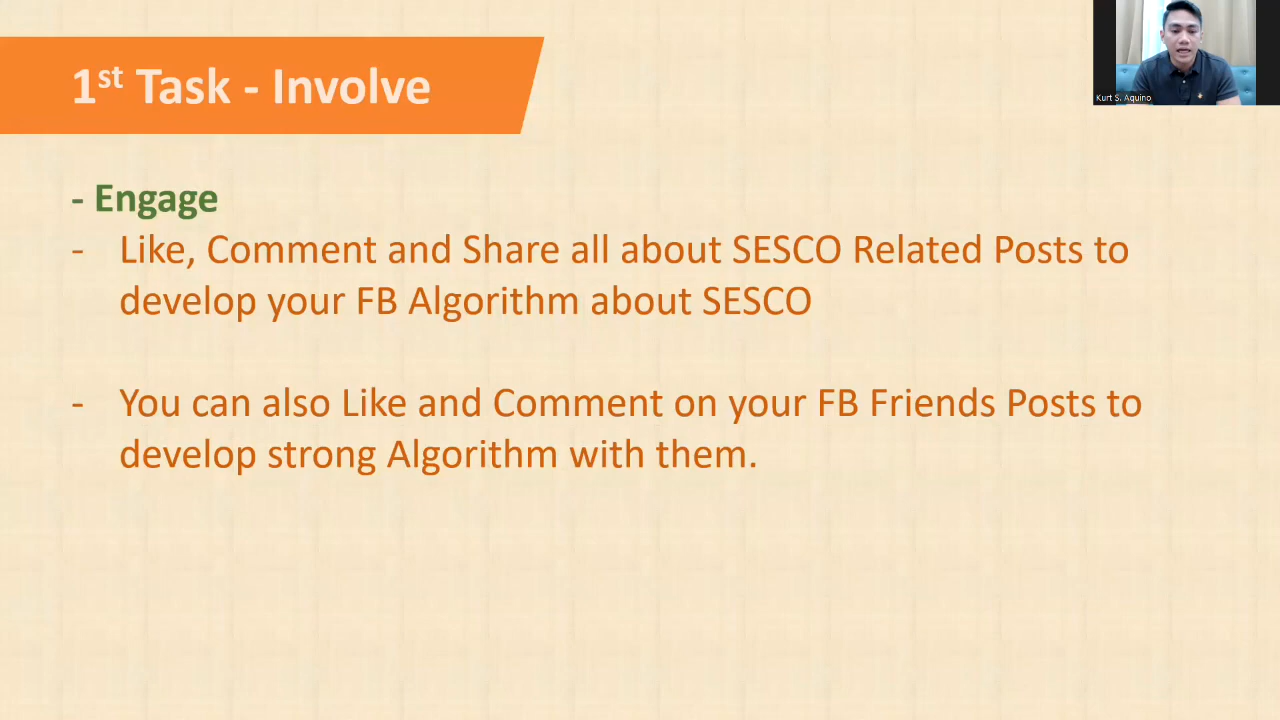 1st Task - Involve
Kurt S. Aquino
- Engage
- Like, Comment and Share all about SESCO Related Posts to
develop your FB Algorithm about SESCO
- You can also Like and Comment on your FB Friends Posts to
develop strong Algorithm with them.